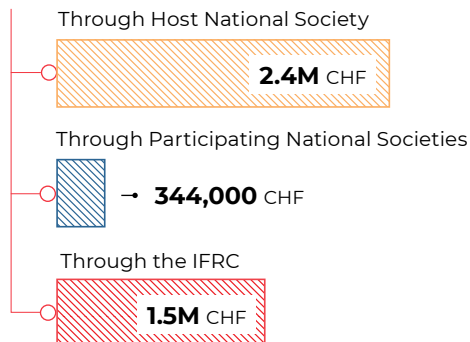 Through Host National Society
2.4M CHF
Through Participating National Societies
344,000 CHF
Through the IFRC
1.5M CHF